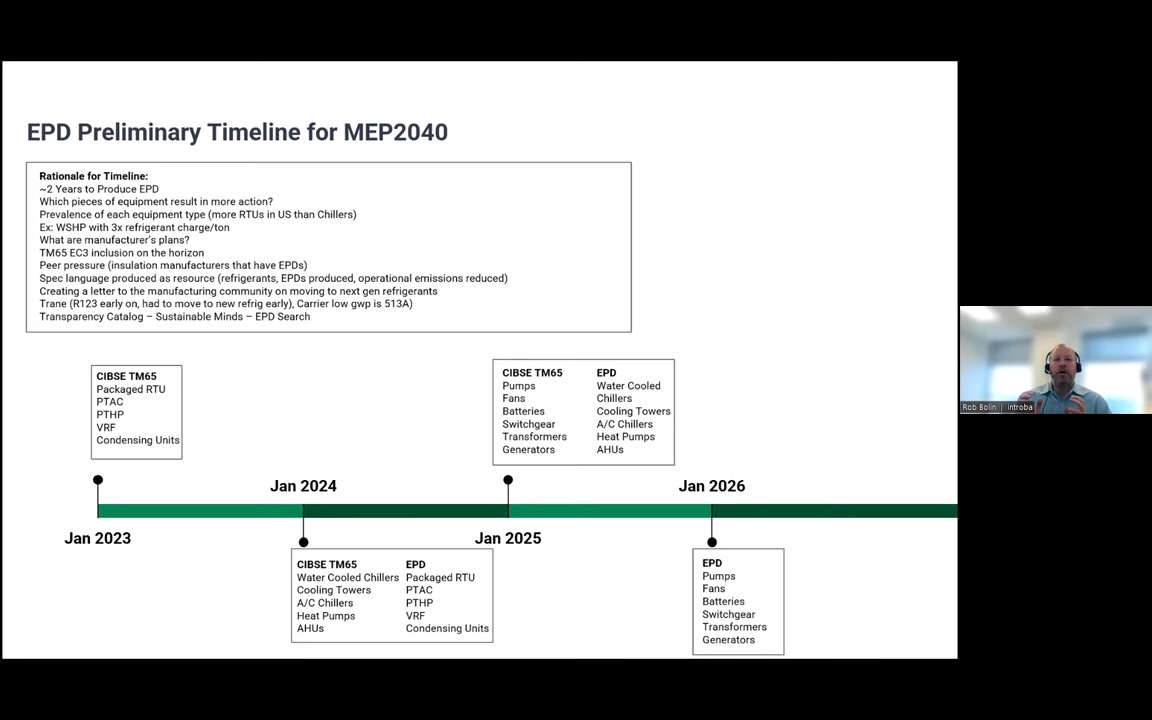 EPD Preliminary Timeline for MEP2040
Rationale for Timeline:
~2 Years to Produce EPD
Which pieces of equipment result in more action?
Prevalence of each equipment type (more RTUs in US than Chillers)
Ex: WSHP with 3x refrigerant charge/ton
What are manufacturer's plans?
TM65 EC3 inclusion on the horizon
Peer pressure (insulation manufacturers that have EPDs)
Spec language produced as resource (refrigerants, EPDs produced, operational emissions reduced)
Creating a letter to the manufacturing community on moving to next gen refrigerants
Trane (R123 early on, had to move to new refrig early), Carrier low gwp is 513A)
Transparency Catalog – Sustainable Minds – EPD Search
CIBSE TM65
Packaged RTU
PTAC
PTHP
VRF
Condensing Units
CIBSE TM65
Pumps
Fans
Batteries
Switchgear
Transformers
Generators
EPD
Water Cooled
Chillers
Cooling Towers
A/C Chillers
Heat Pumps
AHUs
Jan 2024
Jan 2026
Jan 2023
Jan 2025
CIBSE TM65
Water Cooled Chillers
Cooling Towers
A/C Chillers
Heat Pumps
AHUs
EPD
Packaged RTU
PTAC
PTHP
VRF
Condensing Units
EPD
Pumps
Fans
Batteries
Switchgear
Transformers
Generators
Rob Bolin | introba